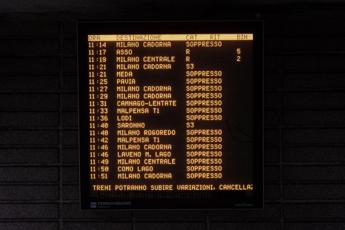 ORA DESTINAZIONE CAT RIT BIN
11:14 MILANO CADORNA SOPPRESSO
11:17 ASSO R 5
11:19 MILANO CENTRALE R 2
11:21 MILANO CADORNA S3
11:21 MEDA SOPPRESSO
11:25 PAVIA SOPPRESSO
11:27 MILANO CADORNA SOPPRESSO
11:29 MILANO CADORNA SOPPRESSO
11:31 CAMNAGO-LENTATE SOPPRESSO
11:33 MALPENSA T1 SOPPRESSO
11:36 LODI SOPPRESSO
11:40 SARONNO S3
11:40 MILANO ROGOREDO SOPPRESSO
11:42 MALPENSA T1 SOPPRESSO
11:46 MILANO CADORNA SOPPRESSO
11:46 LAVENO M. LAGO SOPPRESSO
11:49 MILANO CENTRALE SOPPRESSO
11:50 COMO LAGO SOPPRESSO
11:51 MILANO CADORNA SOPPRESSO
TRENI POTRANNO SUBIRE VARIAZIONI, CANCELLAZ